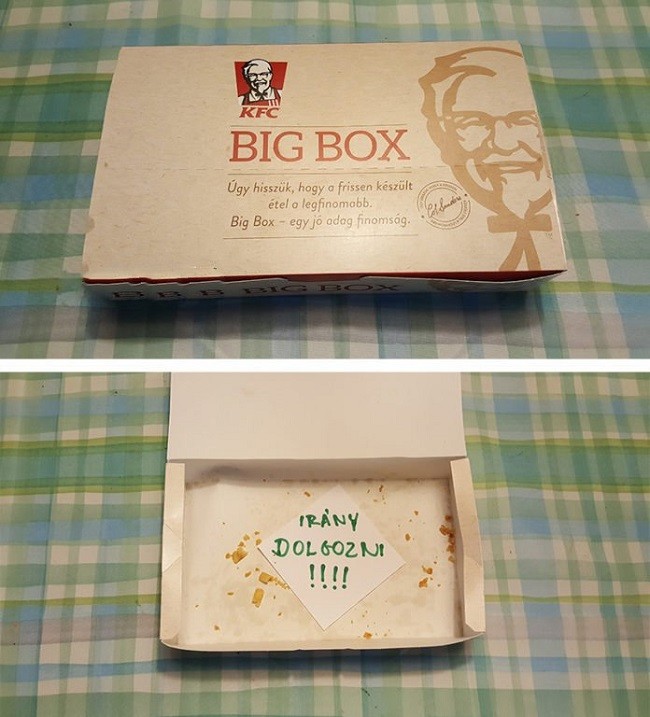 KFC
BIG BOX
Úgy hisszük, hogy a frissen készült
étel a legfinomabb.
Big Box – egy jó adag finomság.
BIG BOX
IRÁNY
DOLGOZNI
!!!!